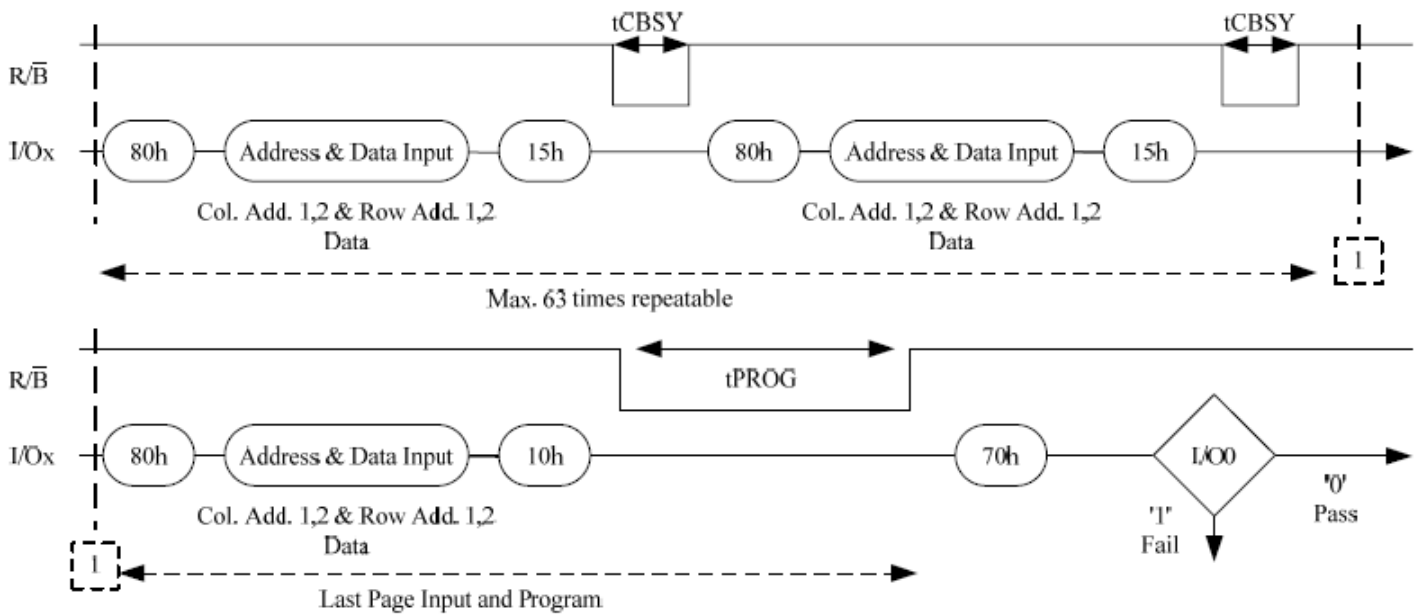 tCBSY tCBSY
R/B̅
I/Ox 80h Address & Data Input 15h 80h Address & Data Input 15h
Col. Add. 1,2 & Row Add. 1,2 Col. Add. 1,2 & Row Add. 1,2
Data Data
1
Max. 63 times repeatable
R/B̅ tPROG
I/Ox 80h Address & Data Input 10h 70h I/O0
'0'
Pass
Col. Add. 1,2 & Row Add. 1,2 '1'
Data Fail
1
Last Page Input and Program